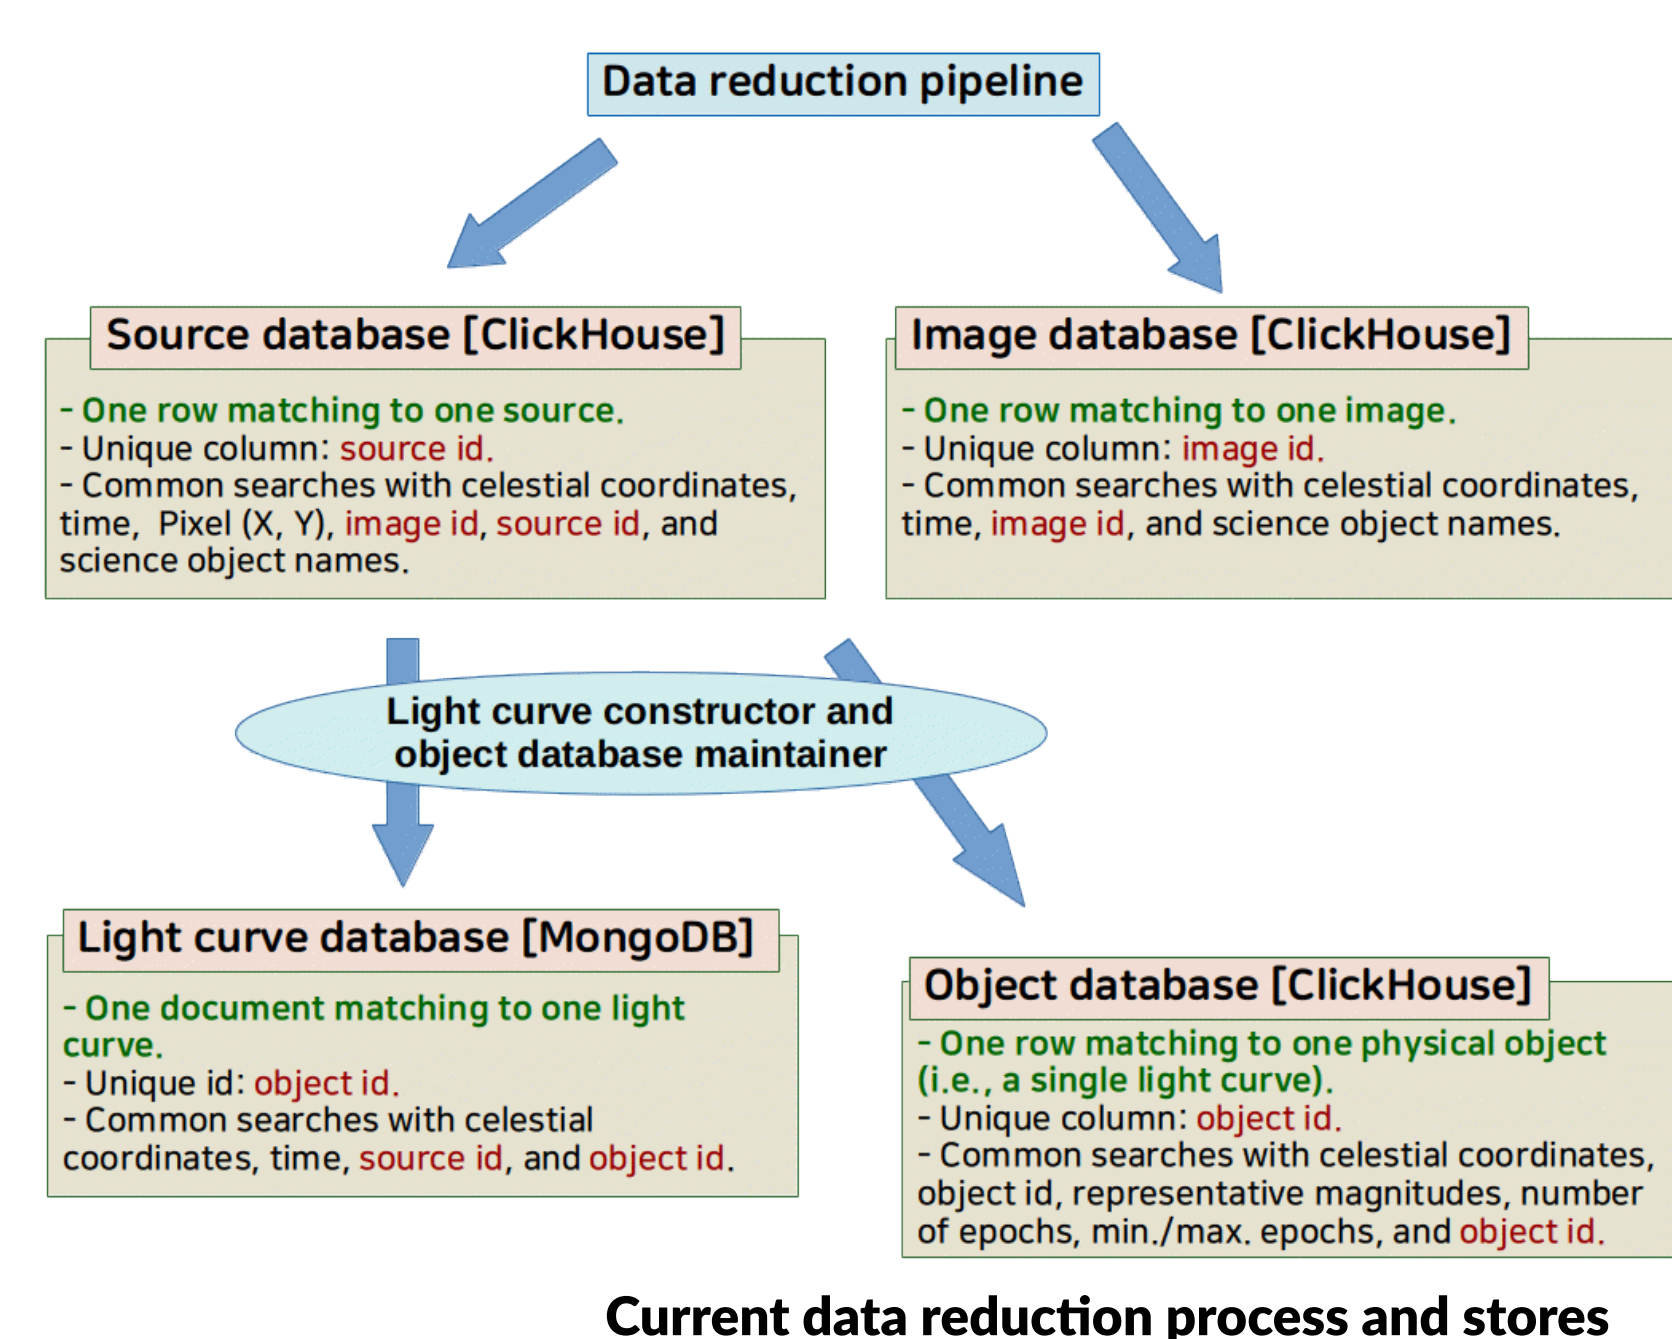 Data reduction pipeline
Source database [ClickHouse]
- One row matching to one source.
- Unique column: source id.
- Common searches with celestial coordinates,
time, Pixel (X, Y), image id, source id, and
science object names.
Image database [ClickHouse]
- One row matching to one image.
- Unique column: image id.
- Common searches with celestial coordinates,
time, image id, and science object names.
Light curve constructor and
object database maintainer
Light curve database [MongoDB]
- One document matching to one light
curve.
- Unique id: object id.
- Common searches with celestial
coordinates, time, source id, and object id.
Object database [ClickHouse]
- One row matching to one physical object
(i.e., a single light curve).
- Unique column: object id.
- Common searches with celestial coordinates,
object id, representative magnitudes, number
of epochs, min./max. epochs, and object id.
Current data reduction process and stores